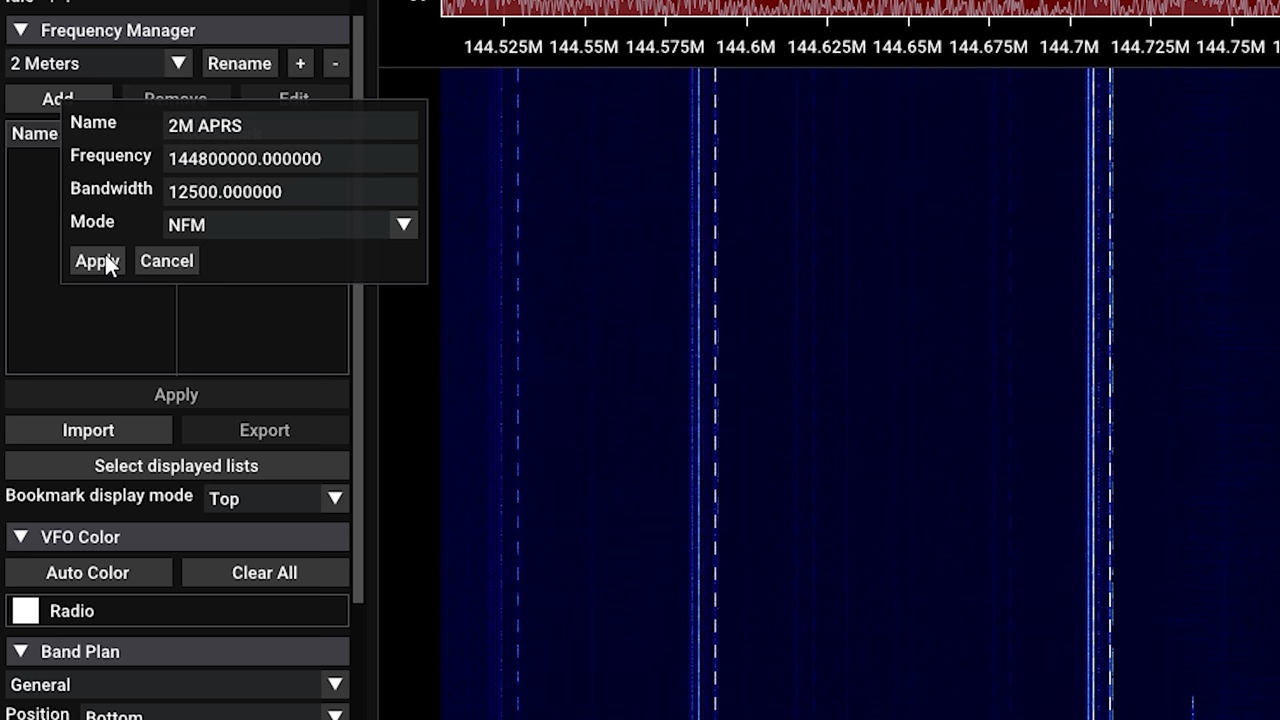 Frequency Manager
144.525M 144.55M 144.575M 144.6M 144.625M 144.65M 144.675M 144.7M 144.725M 144.75M
2 Meters Rename + -
Add Remove Edit
Name
Name 2M APRS
Frequency 144800000.000000
Bandwidth 12500.000000
Mode NFM
Apply Cancel
Apply
Import Export
Select displayed lists
Bookmark display mode Top
VFO Color
Auto Color Clear All
Radio
Band Plan
General
Position Bottom